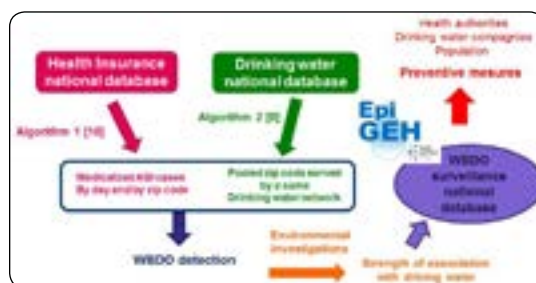 Health authorities
Drinking water compagnies
Population
Preventive mesures
Health Insurance
national database
Drinking water
national database
Algorithm 1 [10]
Algorithm 2 [8]
Epi
GEH
Medicalized AGI cases
By day and by zip code
Pooled zip code served
by a same
Drinking water network
WBDO
surveillance
national
database
WBDO detection
Environmental
investigations
Strength of association
with drinking water